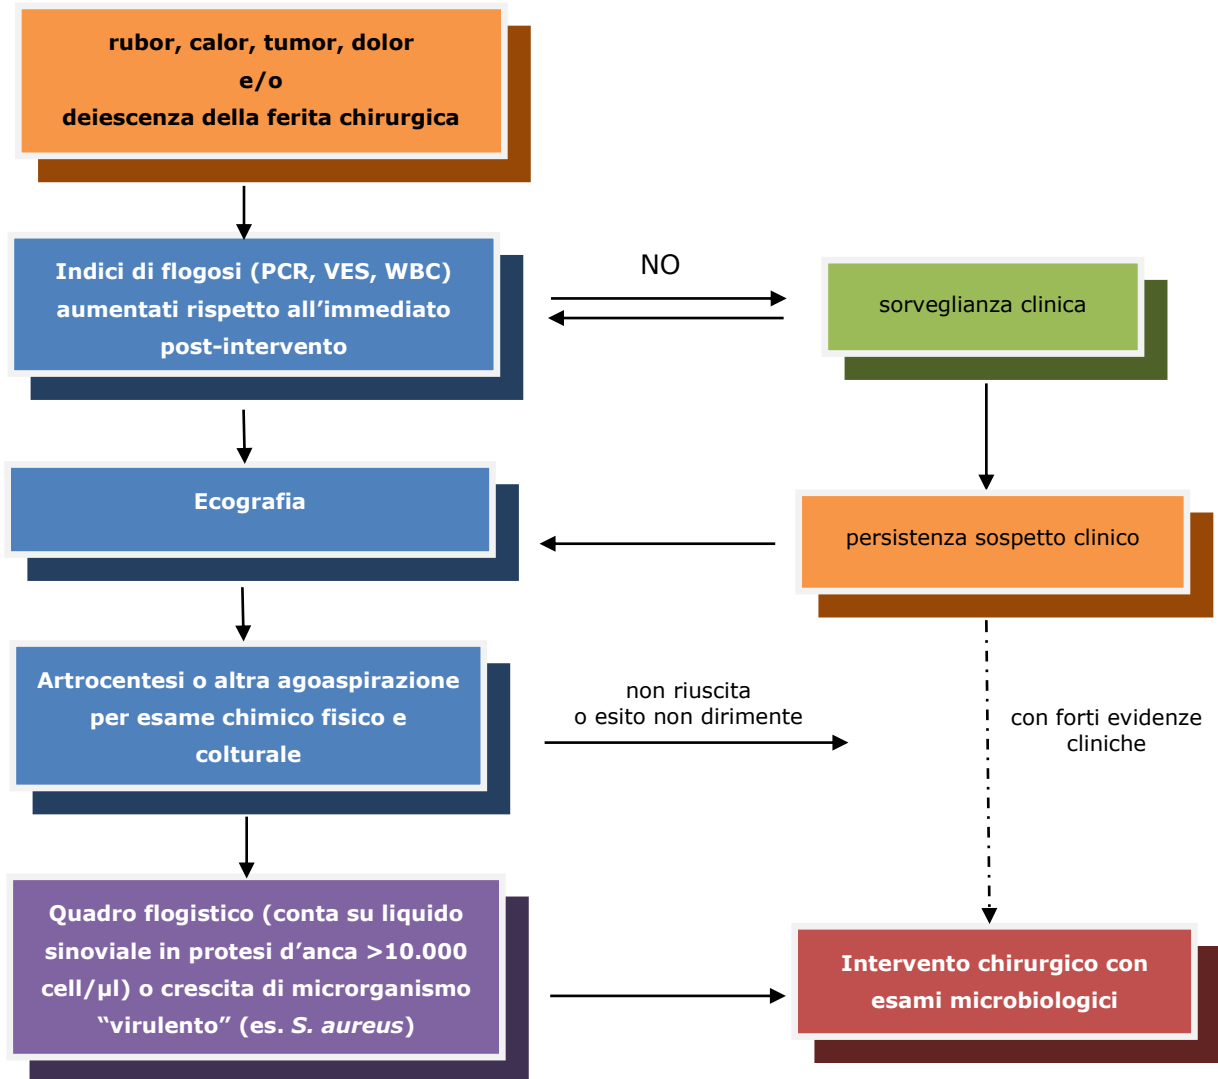 rubor, calor, tumor, dolor
e/o
deiescenza della ferita chirurgica
Indici di flogosi (PCR, VES, WBC)
aumentati rispetto all’immediato
post-intervento
NO
sorveglianza clinica
Ecografia
persistenza sospetto clinico
Artrocentesi o altra agoaspirazione
per esame chimico fisico e
colturale
non riuscita
o esito non dirimente
con forti evidenze
cliniche
Quadro flogistico (conta su liquido
sinoviale in protesi d’anca >10.000
cell/µl) o crescita di microrganismo
“virulento” (es. S. aureus)
Intervento chirurgico con
esami microbiologici